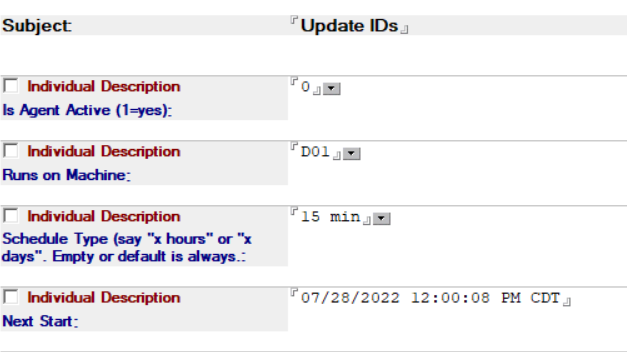 Subject: Update IDs
Individual Description 0
Is Agent Active (1=yes):
Individual Description D01
Runs on Machine:
Individual Description 15 min
Schedule Type (say "x hours" or "x
days". Empty or default is always.:
Individual Description 07/28/2022 12:00:08 PM CDT
Next Start: